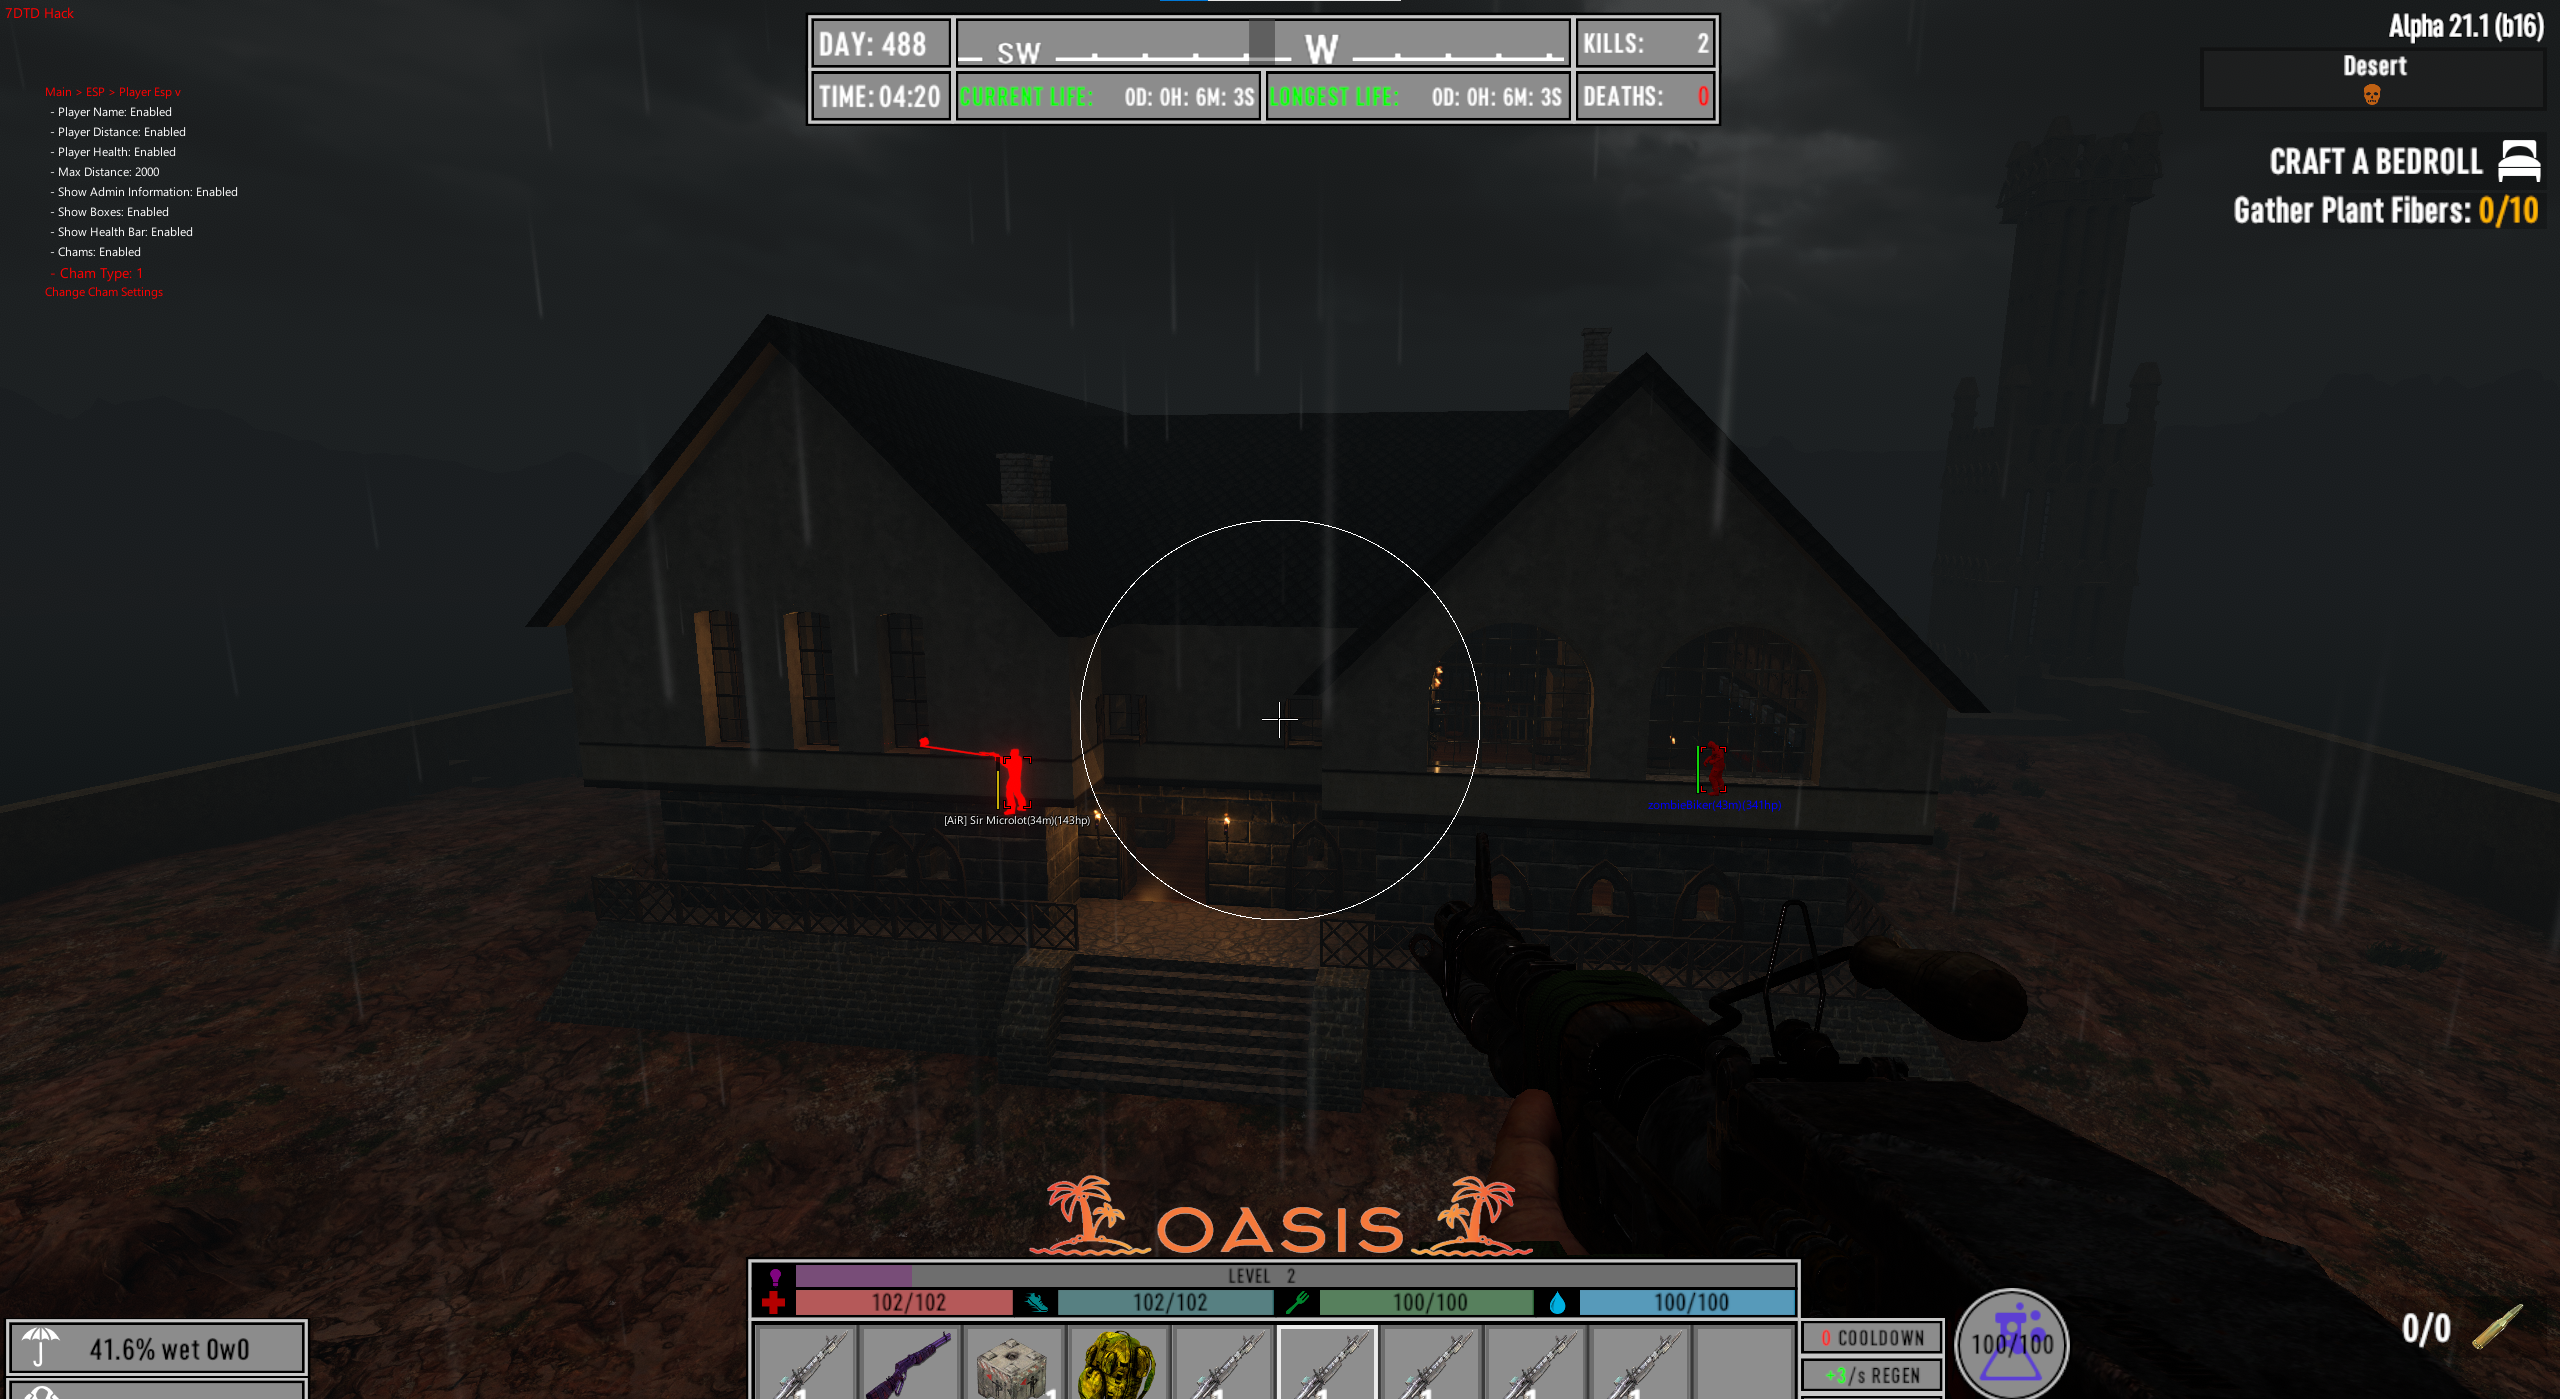 7DTD Hack
Main > ESP > Player Esp v
- Player Name: Enabled
- Player Distance: Enabled
- Player Health: Enabled
- Max Distance: 2000
- Show Admin Information: Enabled
- Show Boxes: Enabled
- Show Health Bar: Enabled
- Chams: Enabled
- Cham Type: 1
Change Cham Settings
DAY: 488
SW
W
KILLS: 2
TIME: 04:20
CURRENT LIFE: 0D: 0H: 6M: 3S
LONGEST LIFE: 0D: 0H: 6M: 3S
DEATHS: 0
Alpha 21.1 (b16)
Desert
CRAFT A BEDROLL
Gather Plant Fibers: 0/10
[AiR] Sir Microlot(34m)(143hp)
OASIS
LEVEL 2
102/102
102/102
100/100
100/100
41.6% wet OwO
0 COOLDOWN
+3/s REGEN
100/100
0/0